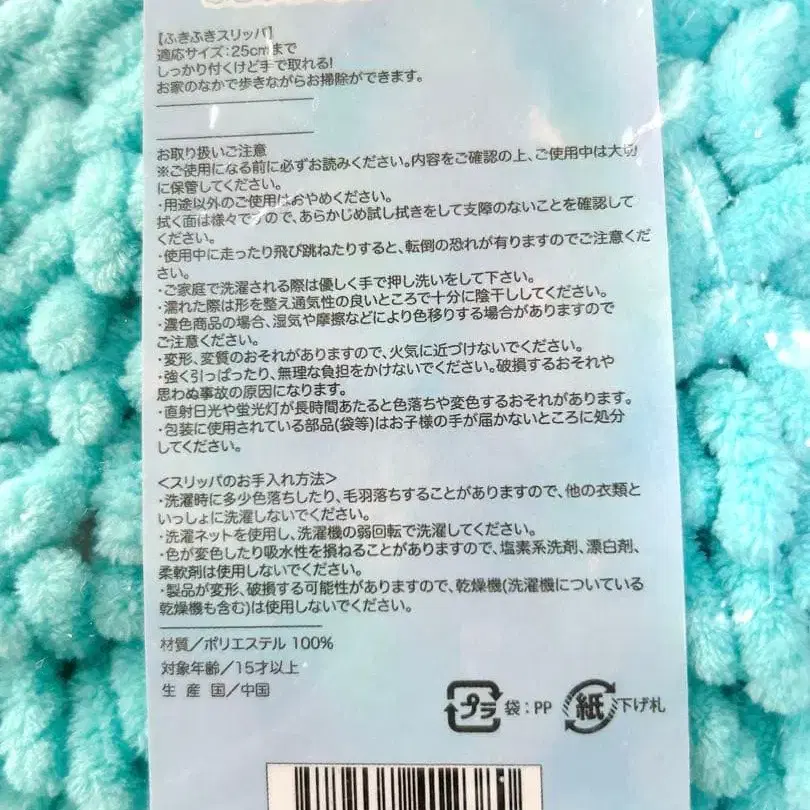 【ふきふきスリッパ】
適応サイズ:25cmまで
しっかり付くけど手で取れる!
お家のなかで歩きながらお掃除ができます。
お取り扱いご注意
※ご使用になる前に必ずお読みください。内容をご確認の上、ご使用中は大切
に保管してください。
・用途以外のご使用はおやめください。
拭く面は様々ですので、あらかじめ試し拭きをして支障のないことを確認して
ください。
・使用中に走ったり飛び跳ねたりすると、転倒の恐れが有りますのでご注意くだ
さい。
・ご家庭で洗濯される際は優しく手で押し洗いをして下さい。
・濡れた際は形を整え通気性の良いところで十分に陰干ししてください。
・濃色商品の場合、湿気や摩擦などにより色移りする場合がありますので
ご注意ください。
・変形、変質のおそれがありますので、火気に近づけないでください。
・強く引っぱったり、無理な負担をかけないでください。破損するおそれや
思わぬ事故の原因になります。
・直射日光や蛍光灯が長時間あたると色落ちや変色するおそれがあります。
・包装に使用されている部品(袋等)はお子様の手が届かないところに処分
してください。
<スリッパのお手入れ方法>
・洗濯時に多少色落ちしたり、毛羽落ちすることがありますので、他の衣類と
いっしょに洗濯しないでください。
・洗濯ネットを使用し、洗濯機の弱回転で洗濯してください。
・色が変色したり吸水性を損ねることがありますので、塩素系洗剤、漂白剤、
柔軟剤は使用しないでください。
・製品が変形、破損する可能性がありますので、乾燥機(洗濯機についている
乾燥機も含む)は使用しないでください。
材質/ポリエステル 100%
対象年齢/15才以上
生 産 国/中国
プラ 袋:PP 紙 下げ札